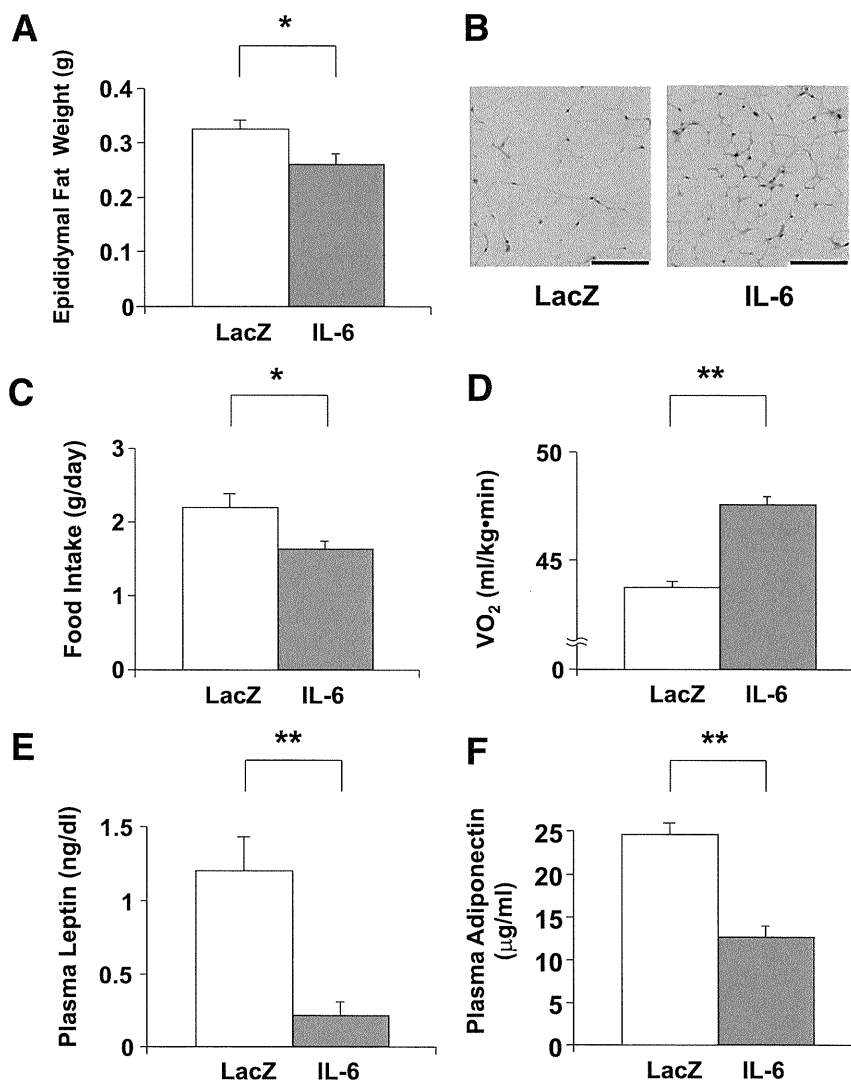 A
*
Epididymal Fat Weight (g)
0.4
0.3
0.2
0.1
0
LacZ IL-6
B
LacZ IL-6
C
*
Food Intake (g/day)
3
2
1
0
LacZ IL-6
D
**
VO2 (ml/kg•min)
50
45
0
LacZ IL-6
E
**
Plasma Leptin (ng/dl)
1.5
1
0.5
0
LacZ IL-6
F
**
Plasma Adiponectin
(μg/ml)
25
20
15
10
5
0
LacZ IL-6